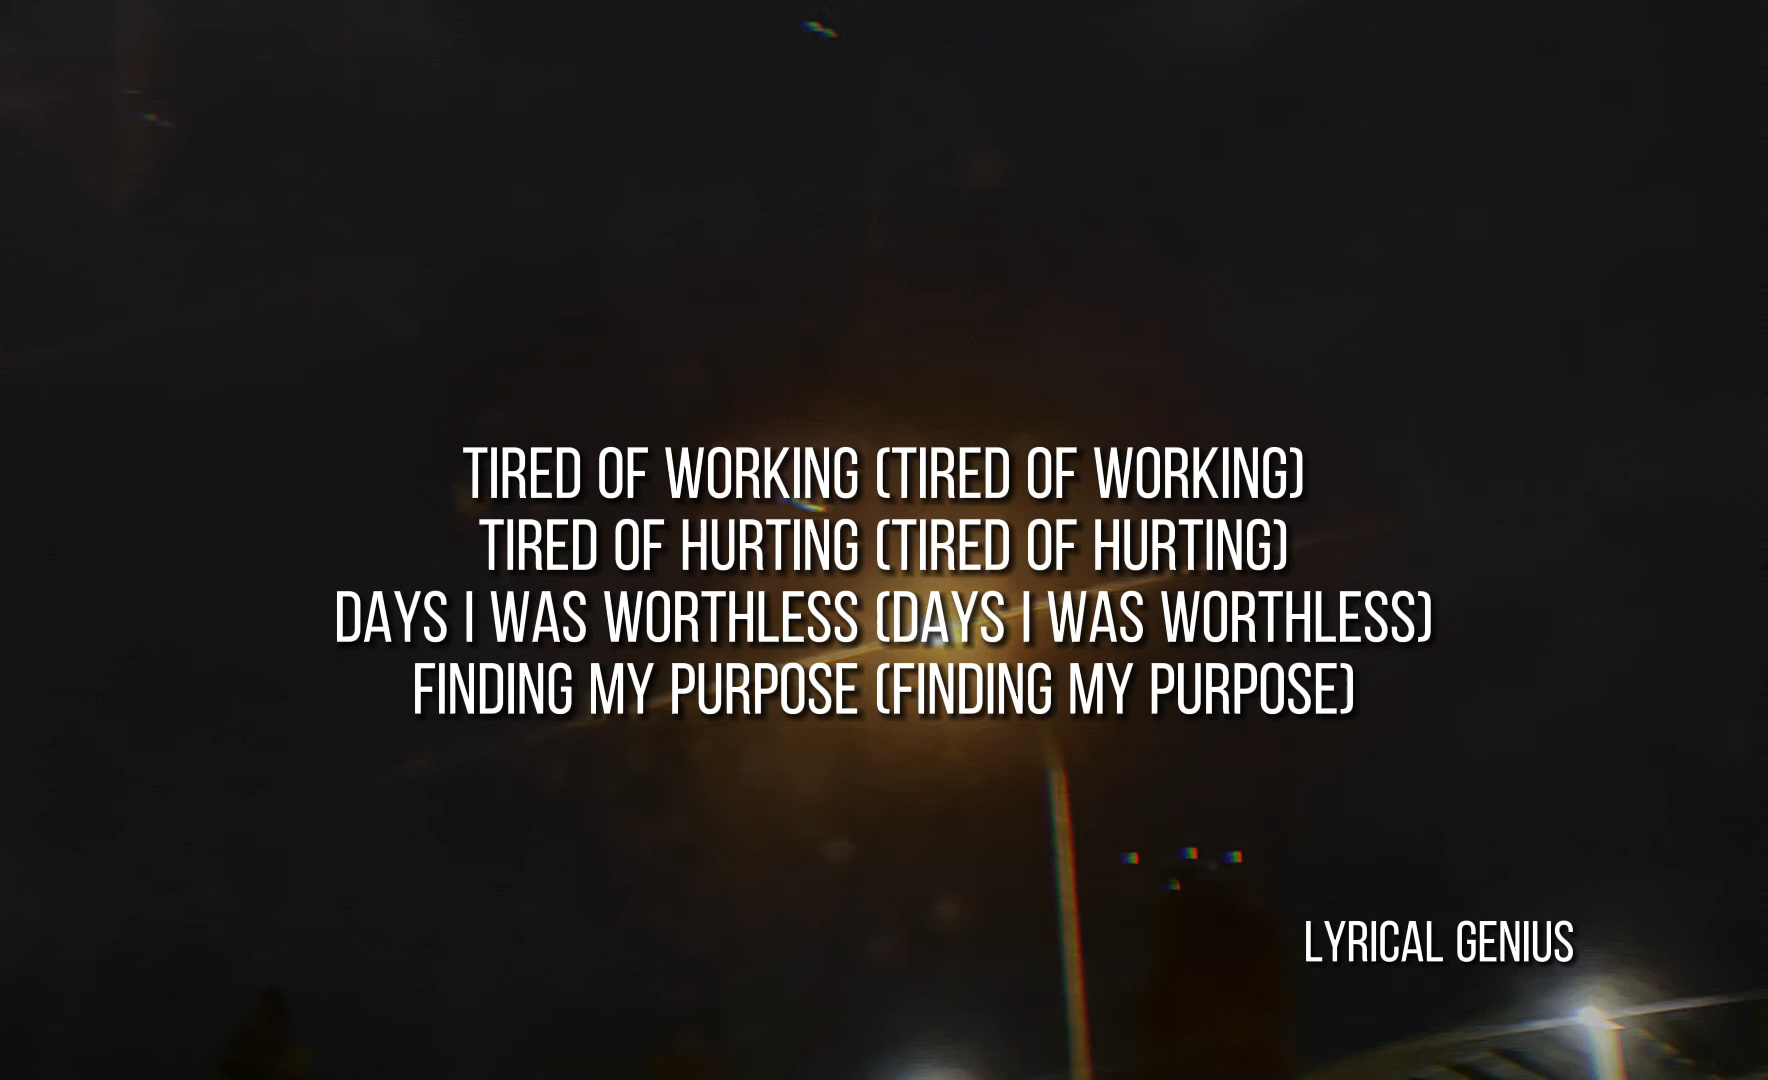 TIRED OF WORKING (TIRED OF WORKING)
TIRED OF HURTING (TIRED OF HURTING)
DAYS I WAS WORTHLESS (DAYS I WAS WORTHLESS)
FINDING MY PURPOSE (FINDING MY PURPOSE)
LYRICAL GENIUS